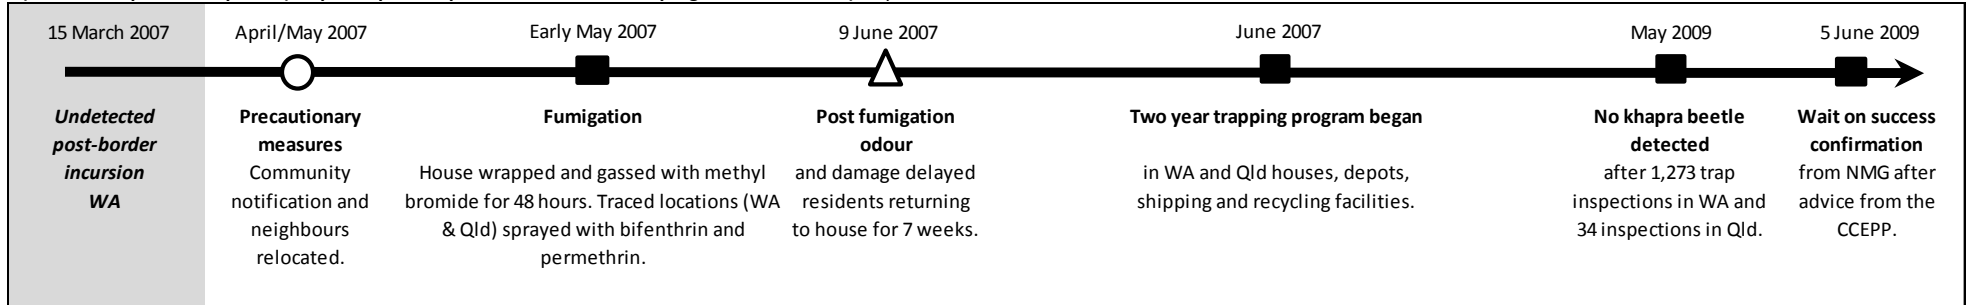 15 March 2007
Undetected
post-border
incursion
WA
April/May 2007
Precautionary
measures
Community
notification and
neighbours
relocated.
Early May 2007
Fumigation
House wrapped and gassed with methyl
bromide for 48 hours. Traced locations (WA
& Qld) sprayed with bifenthrin and
permethrin.
9 June 2007
Post fumigation
odour
and damage delayed
residents returning
to house for 7 weeks.
June 2007
Two year trapping program began
in WA and Qld houses, depots,
shipping and recycling facilities.
May 2009
No khapra beetle
detected
after 1,273 trap
inspections in WA and
34 inspections in Qld.
5 June 2009
Wait on success
confirmation
from NMG after
advice from the
CCEPP.